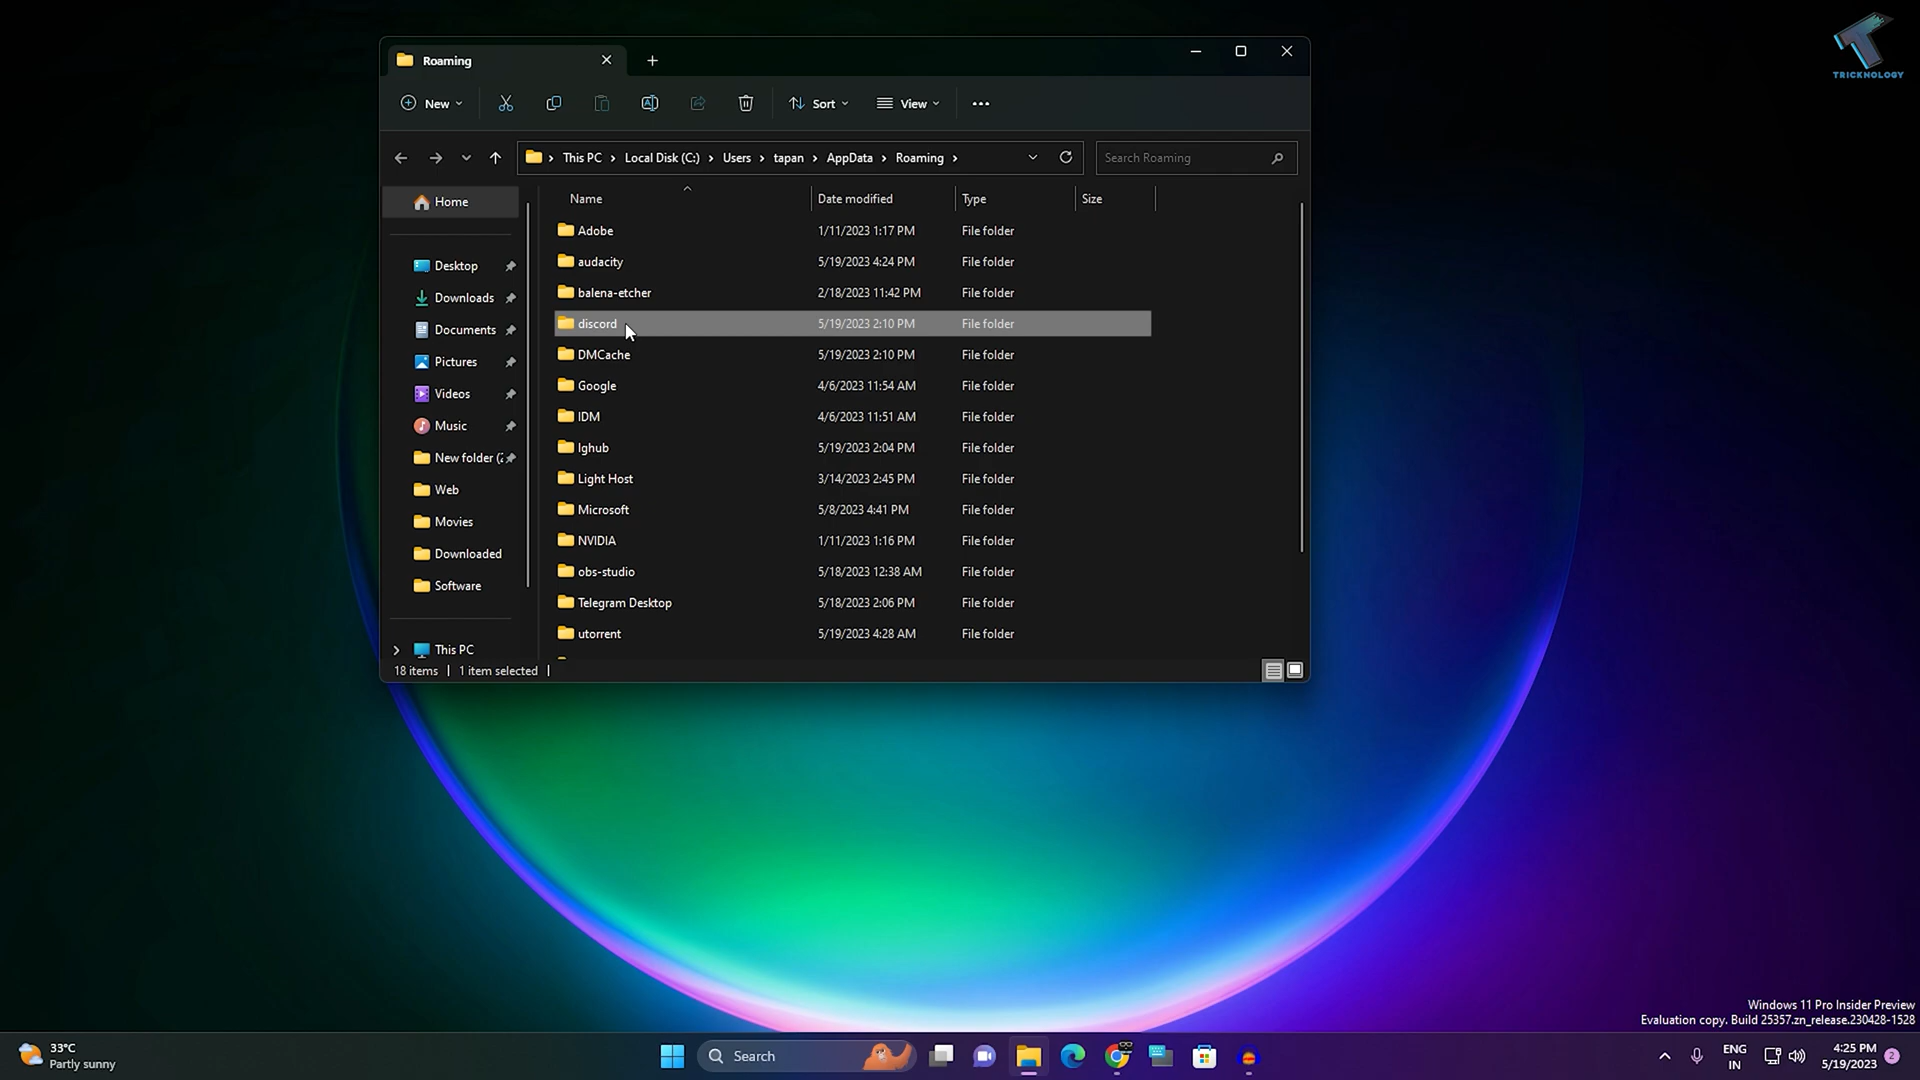 TRICKNOLOGY
Roaming
New
Sort
View
This PC
Local Disk (C:)
Users
tapan
AppData
Roaming
Search Roaming
Home
Desktop
Downloads
Documents
Pictures
Videos
Music
New folder (2
Web
Movies
Downloaded
Software
This PC
Name Date modified Type Size
Adobe 1/11/2023 1:17 PM File folder
audacity 5/19/2023 4:24 PM File folder
balena-etcher 2/18/2023 11:42 PM File folder
discord 5/19/2023 2:10 PM File folder
DMCache 5/19/2023 2:10 PM File folder
Google 4/6/2023 11:54 AM File folder
IDM 4/6/2023 11:51 AM File folder
lghub 5/19/2023 2:04 PM File folder
Light Host 3/14/2023 2:45 PM File folder
Microsoft 5/8/2023 4:41 PM File folder
NVIDIA 1/11/2023 1:16 PM File folder
obs-studio 5/18/2023 12:38 AM File folder
Telegram Desktop 5/18/2023 2:06 PM File folder
utorrent 5/19/2023 4:28 AM File folder
18 items
1 item selected
Windows 11 Pro Insider Preview
Evaluation copy. Build 25357.zn_release.230428-1528
33°C
Partly sunny
Search
ENG
IN
4:25 PM
5/19/2023
2